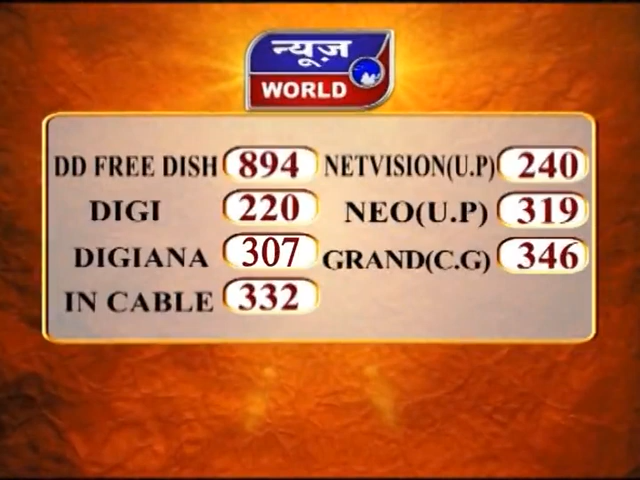 न्यूज़
WORLD
DD FREE DISH 894 NETVISION(U.P) 240
DIGI 220 NEO(U.P) 319
DIGIANA 307 GRAND(C.G) 346
IN CABLE 332